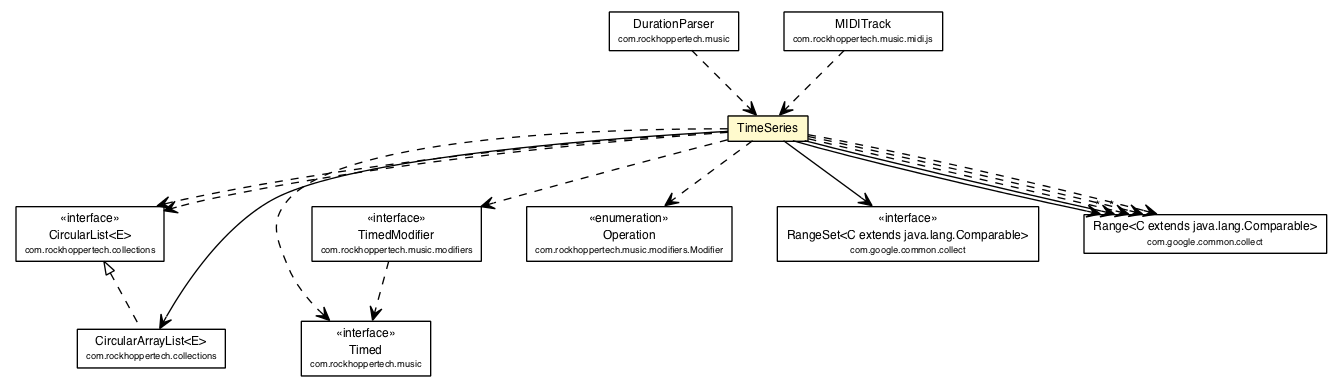 DurationParser
com.rockhoppertech.music
MIDITrack
com.rockhoppertech.music.midi.js
TimeSeries
«interface»
CircularList<E>
com.rockhoppertech.collections
«interface»
TimedModifier
com.rockhoppertech.music.modifiers
«enumeration»
Operation
com.rockhoppertech.music.modifiers.Modifier
«interface»
RangeSet<C extends java.lang.Comparable>
com.google.common.collect
Range<C extends java.lang.Comparable>
com.google.common.collect
CircularArrayList<E>
com.rockhoppertech.collections
«interface»
Timed
com.rockhoppertech.music